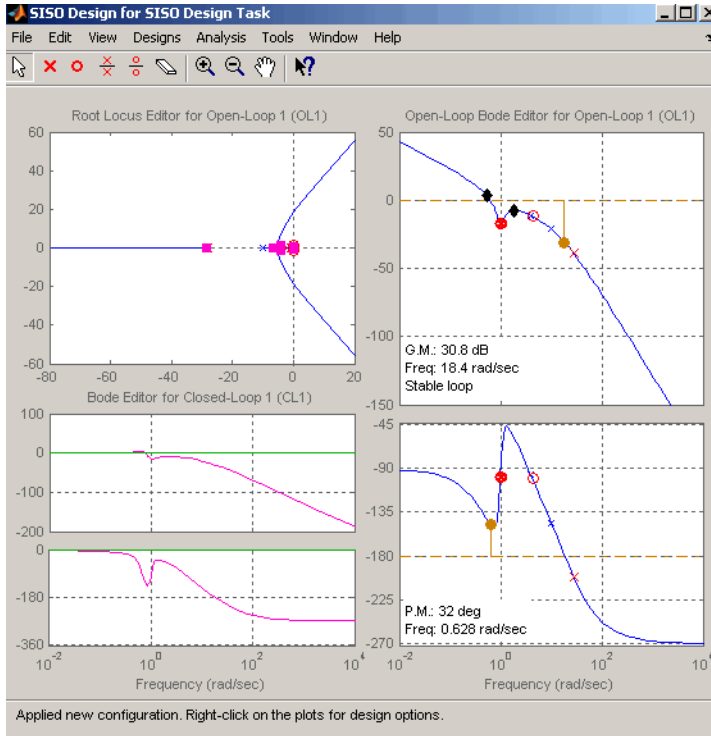 SISO Design for SISO Design Task
File Edit View Designs Analysis Tools Window Help
Root Locus Editor for Open-Loop 1 (OL1)
60
40
20
0
-20
-40
-60
-80 -60 -40 -20 0 20
Bode Editor for Closed-Loop 1 (CL1)
100
0
-100
-200
0
-180
-360
10^-2 10^0 10^2 10^4
Frequency (rad/sec)
Open-Loop Bode Editor for Open-Loop 1 (OL1)
50
0
-50
-100
-150
G.M.: 30.8 dB
Freq: 18.4 rad/sec
Stable loop
-45
-90
-135
-180
-225
-270
P.M.: 32 deg
Freq: 0.628 rad/sec
10^-2 10^0 10^2 10^4
Frequency (rad/sec)
Applied new configuration. Right-click on the plots for design options.